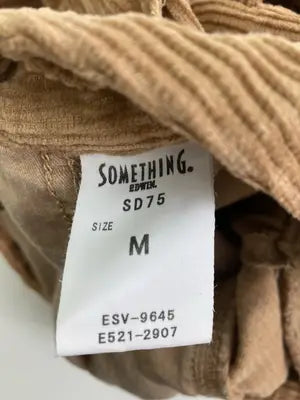 SOMETHING.
EDWIN.
SD75
SIZE
M
ESV-9645
E521-2907